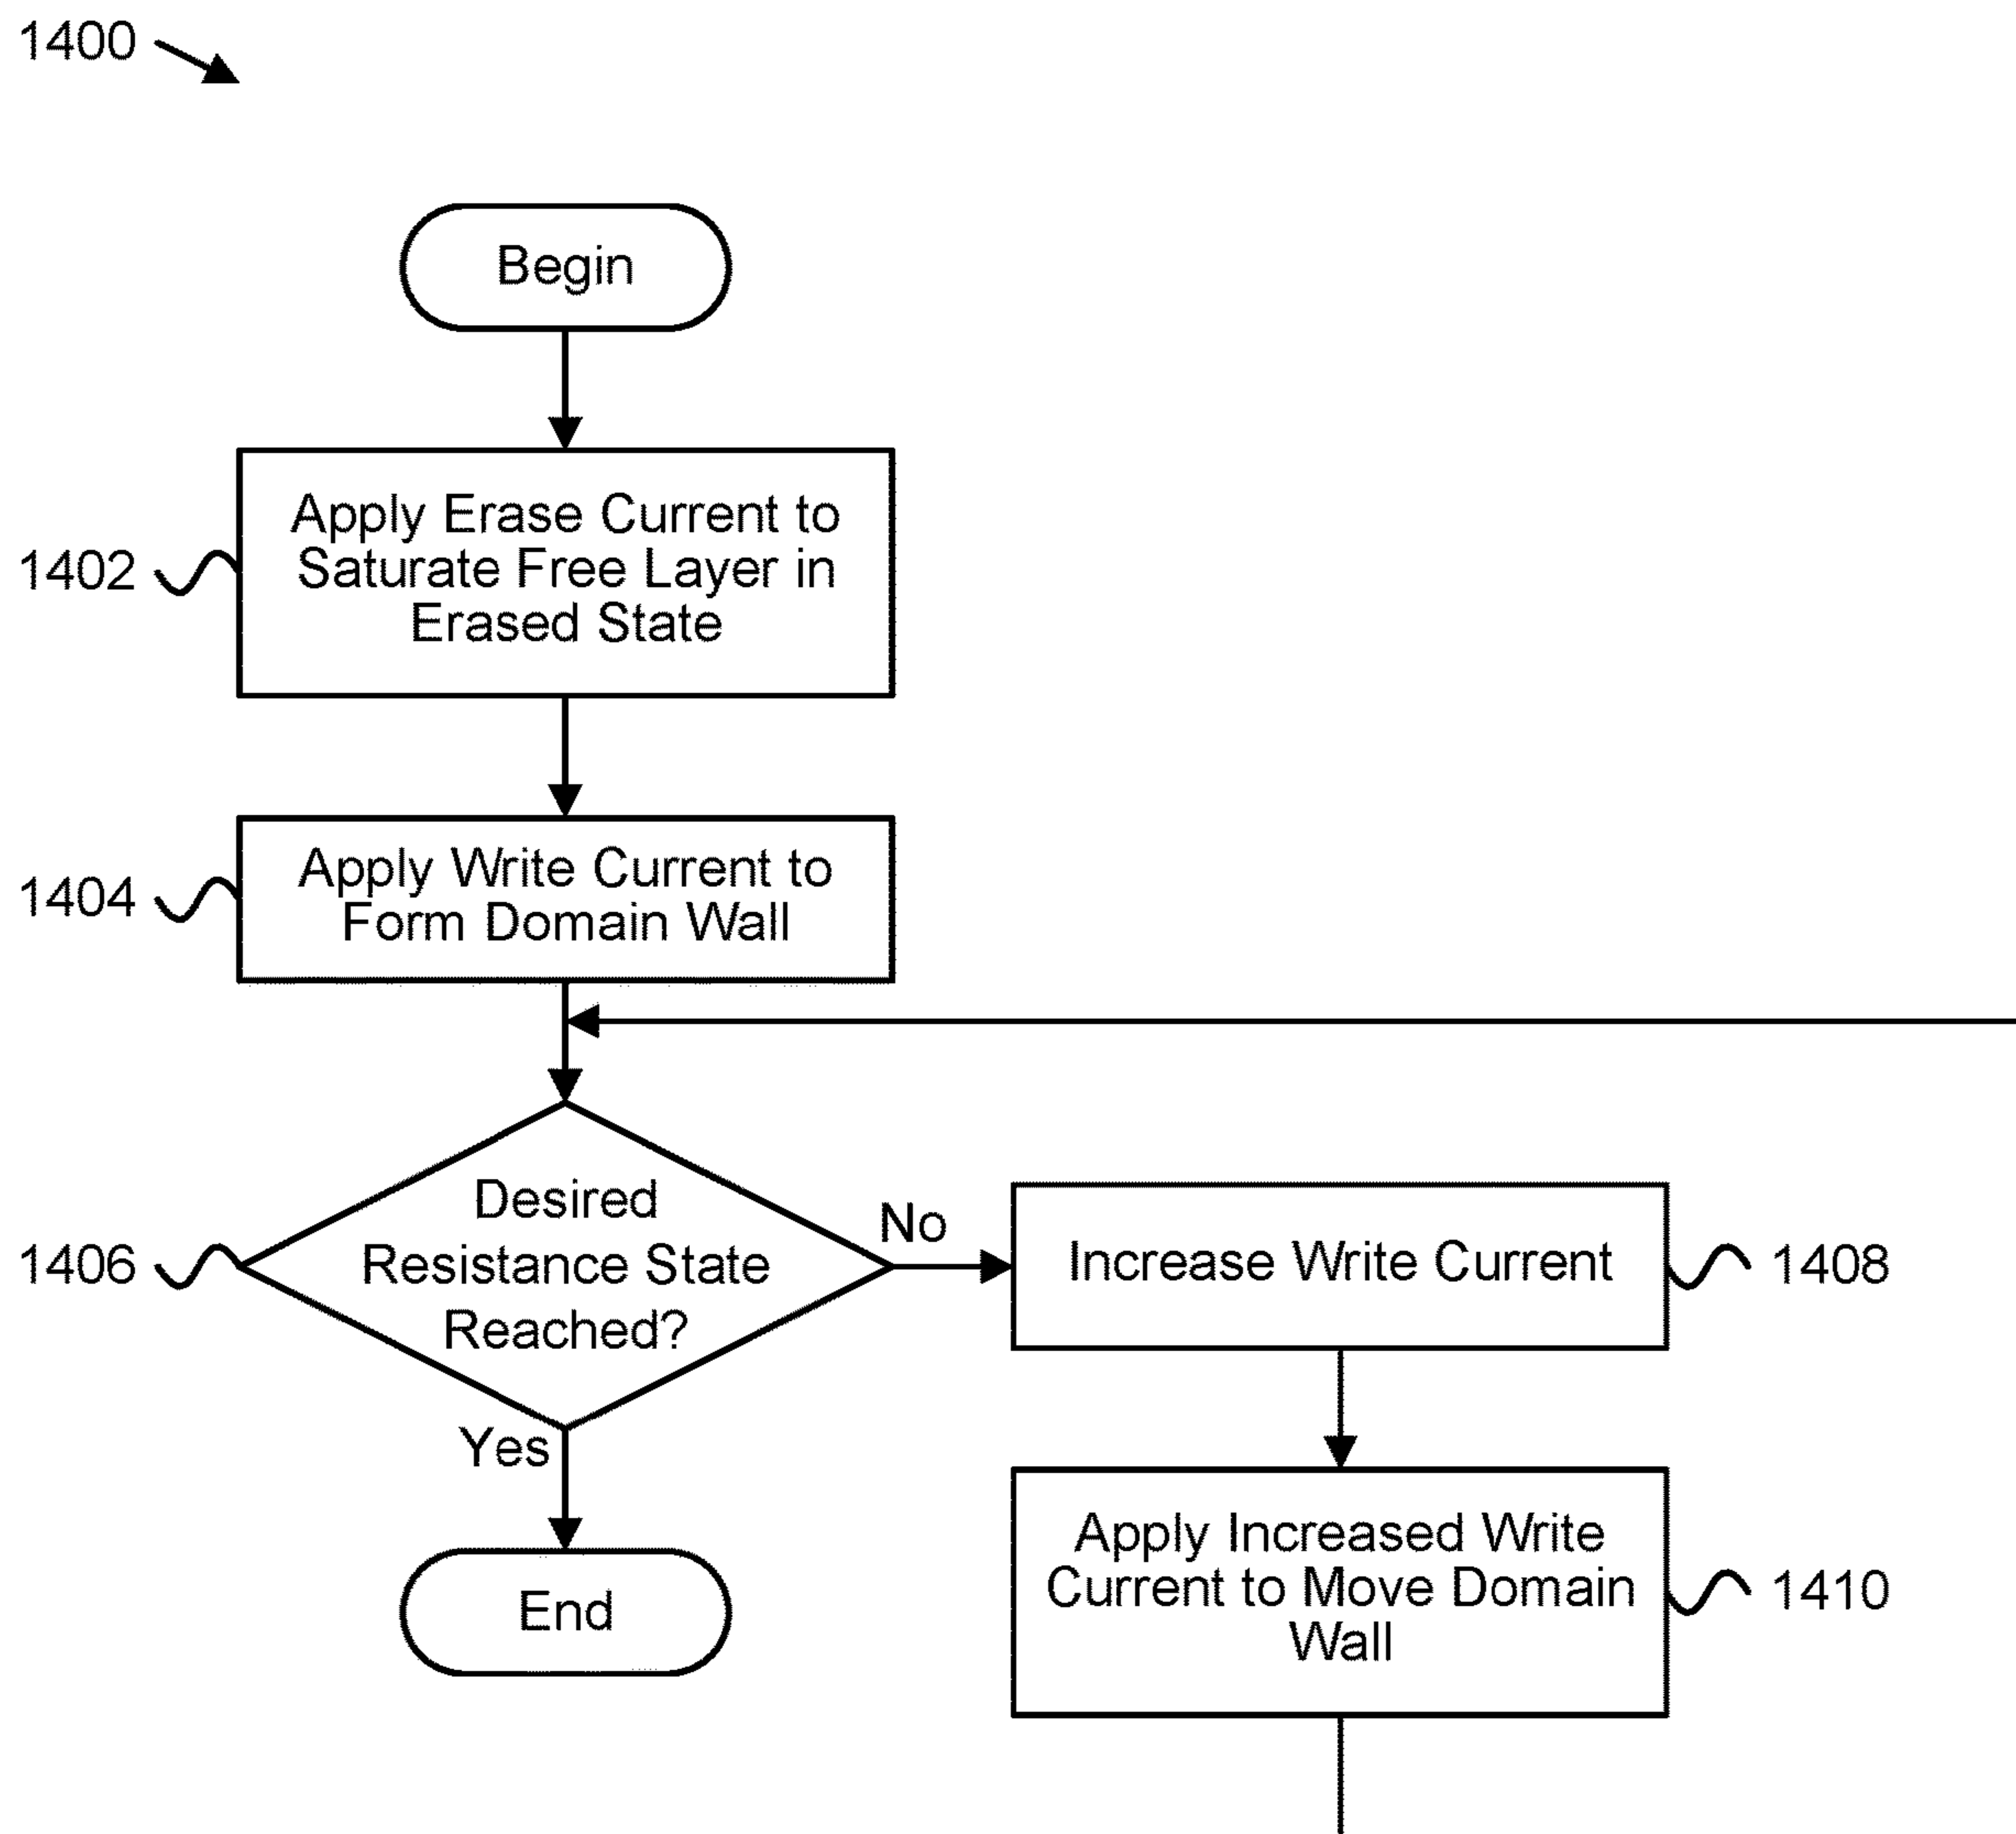 1400
Begin
Apply Erase Current to
Saturate Free Layer in
Erased State
1402
Apply Write Current to
Form Domain Wall
1404
Desired
Resistance State
Reached?
1406
No
Increase Write Current
1408
Yes
Apply Increased Write
Current to Move Domain
Wall
1410
End